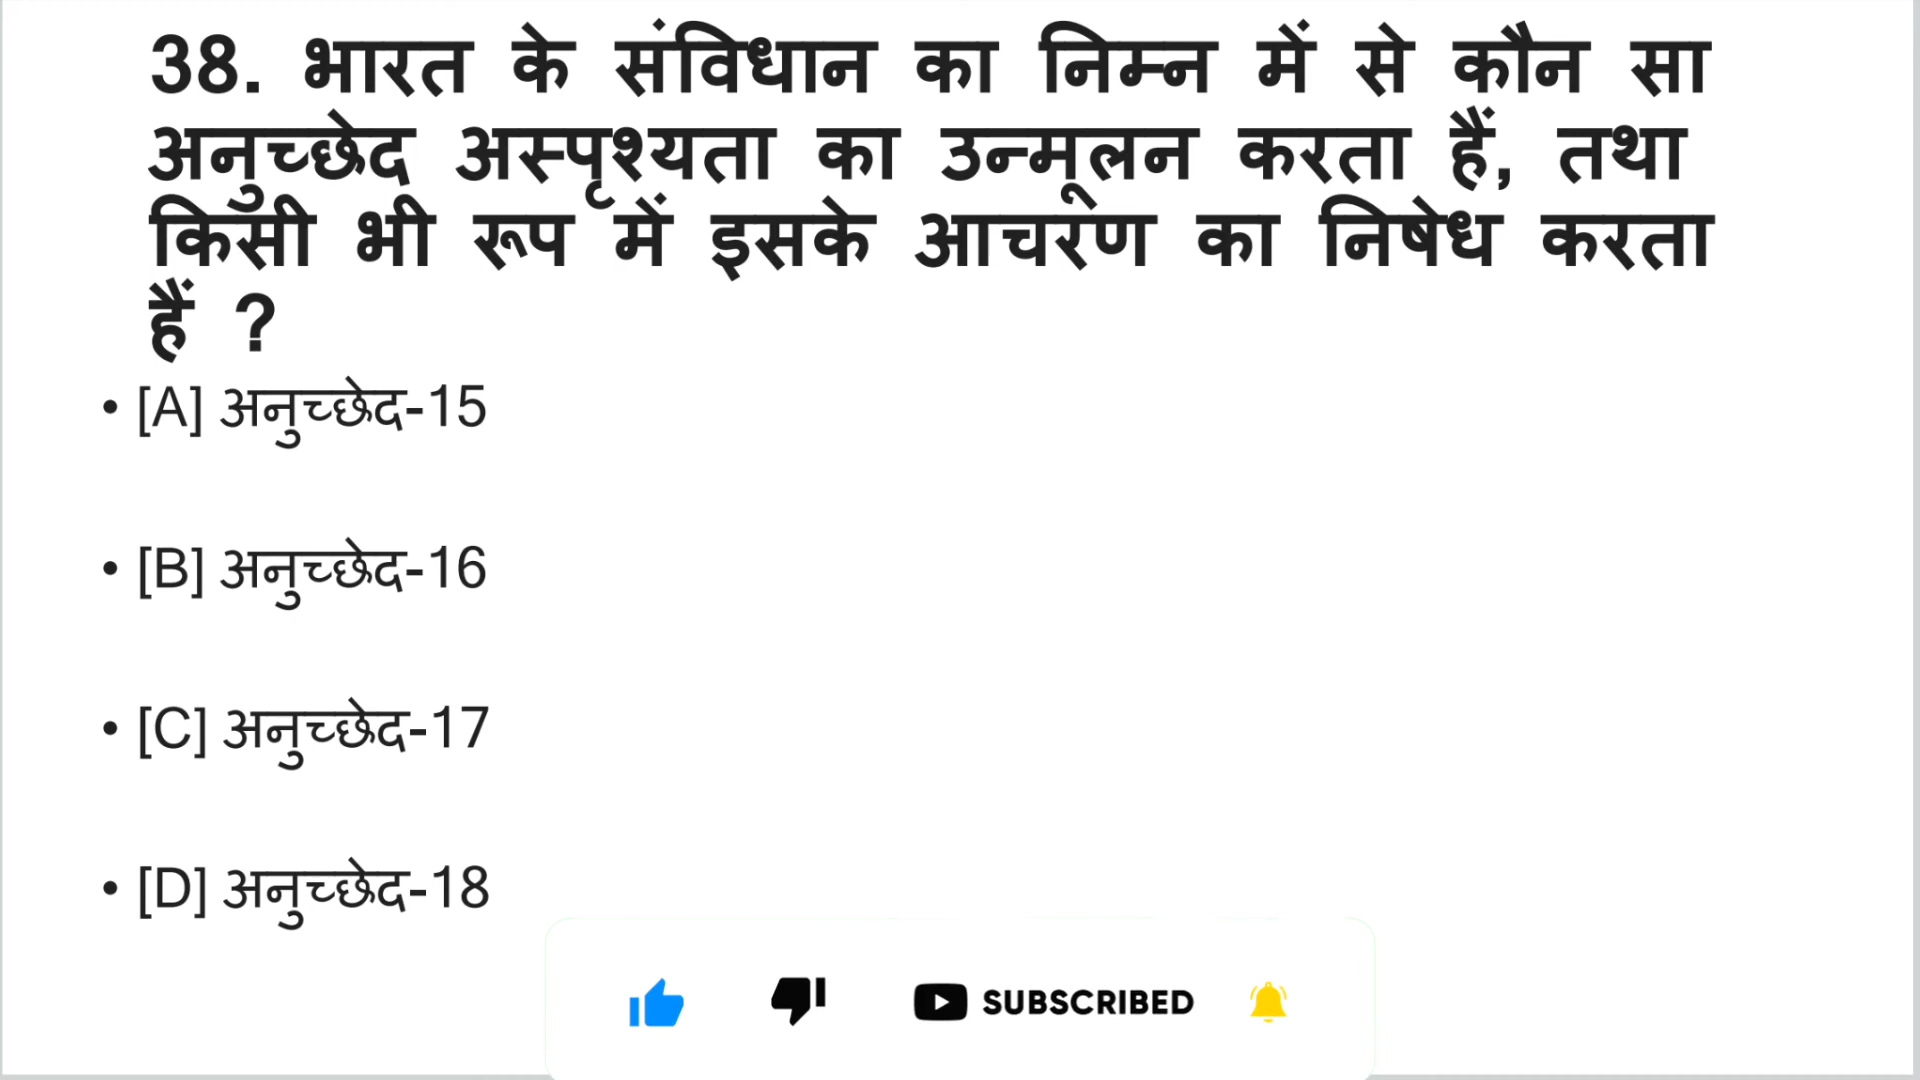 38. भारत के संविधान का निम्न में से कौन सा
अनुच्छेद अस्पृश्यता का उन्मूलन करता हैं, तथा
किसी भी रूप में इसके आचरण का निषेध करता
हैं ?
• [A] अनुच्छेद-15
• [B] अनुच्छेद-16
• [C] अनुच्छेद-17
• [D] अनुच्छेद-18
SUBSCRIBED